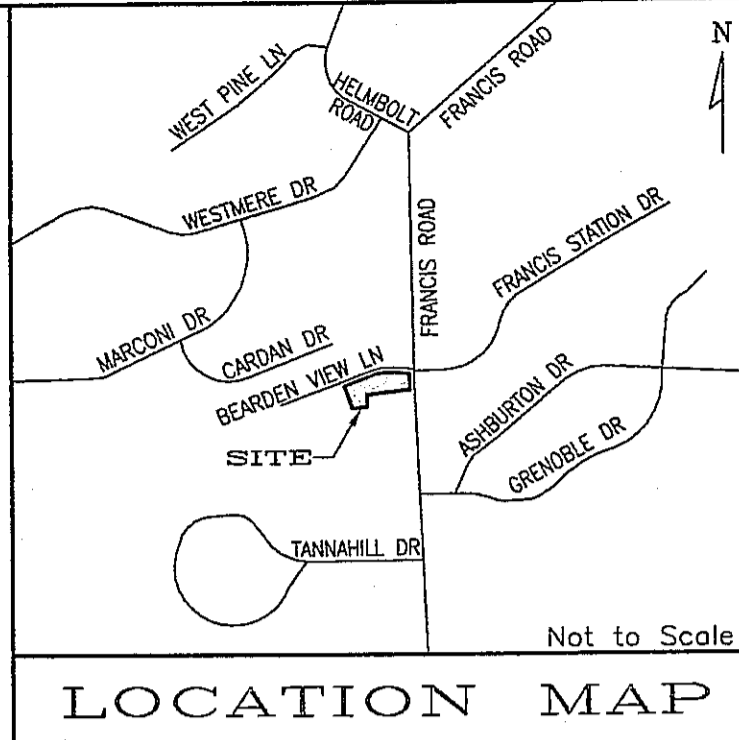 N
WEST PINE LN
HELMBOLT
ROAD
FRANCIS ROAD
WESTMERE DR
FRANCIS ROAD
FRANCIS STATION DR
MARCONI DR
CARDAN DR
BEARDEN VIEW LN
ASHBURTON DR
GRENOBLE DR
SITE
TANNAHILL DR
Not to Scale
LOCATION MAP